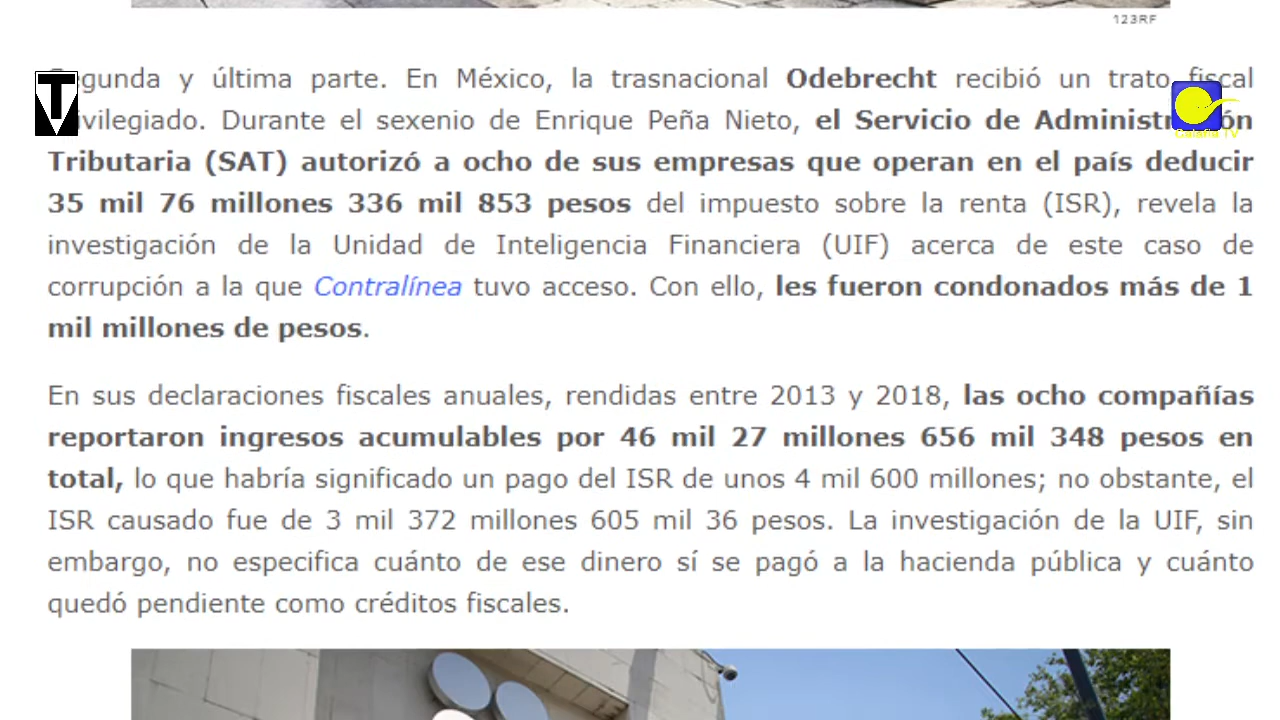 123RF
Segunda y última parte. En México, la trasnacional Odebrecht recibió un trato fiscal
privilegiado. Durante el sexenio de Enrique Peña Nieto, el Servicio de Administración
Tributaria (SAT) autorizó a ocho de sus empresas que operan en el país deducir
35 mil 76 millones 336 mil 853 pesos del impuesto sobre la renta (ISR), revela la
investigación de la Unidad de Inteligencia Financiera (UIF) acerca de este caso de
corrupción a la que Contralínea tuvo acceso. Con ello, les fueron condonados más de 1
mil millones de pesos.
En sus declaraciones fiscales anuales, rendidas entre 2013 y 2018, las ocho compañías
reportaron ingresos acumulables por 46 mil 27 millones 656 mil 348 pesos en
total, lo que habría significado un pago del ISR de unos 4 mil 600 millones; no obstante, el
ISR causado fue de 3 mil 372 millones 605 mil 36 pesos. La investigación de la UIF, sin
embargo, no especifica cuánto de ese dinero sí se pagó a la hacienda pública y cuánto
quedó pendiente como créditos fiscales.